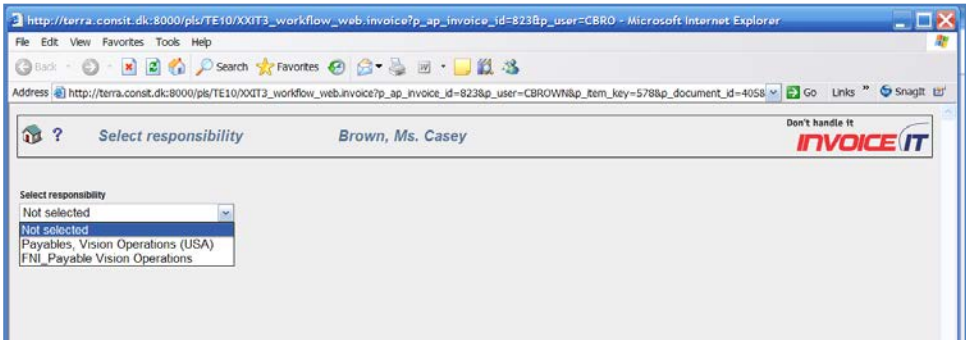 http://terra.consit.dk:8000/pls/TE10/XXIT3_workflow_web.invoice?p_ap_invoice_id=823&p_user=CBRO - Microsoft Internet Explorer
File Edit View Favorites Tools Help
Back Search Favorites
Address http://terra.consit.dk:8000/pls/TE10/XXIT3_workflow_web.invoice?p_ap_invoice_id=823&p_user=CBROWN&p_item_key=578&p_document_id=4058 Go Links » SnagIt
? Select responsibility Brown, Ms. Casey Don't handle it
INVOICE IT
Select responsibility
Not selected
Not selected
Payables, Vision Operations (USA)
FNI_Payable Vision Operations